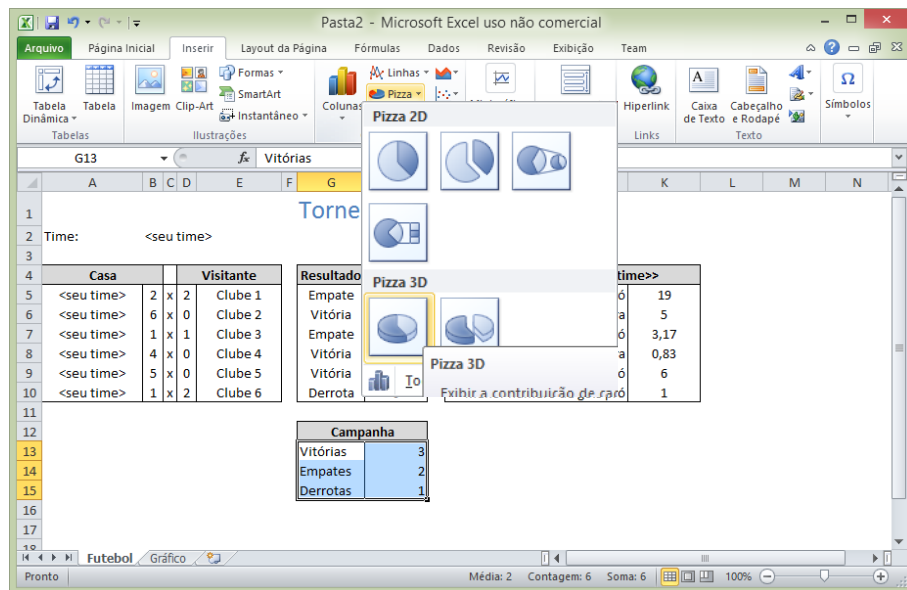 Pasta2 - Microsoft Excel uso não comercial
Arquivo Página Inicial Inserir Layout da Página Fórmulas Dados Revisão Exibição Team
Tabela Dinâmica
Tabela
Imagem
Clip-Art
Formas
SmartArt
Instantâneo
Colunas
Linhas
Pizza
Hiperlink
Caixa de Texto
Cabeçalho e Rodapé
Símbolos
Tabelas Ilustrações Links Texto
G13 fx Vitórias
Pizza 2D
Pizza 3D
Pizza 3D
A B C D E F G K L M N
1 Torne
2 Time: <seu time>
3
4 Casa Visitante Resultado time>>
5 <seu time> 2 x 2 Clube 1 Empate 19
6 <seu time> 6 x 0 Clube 2 Vitória 5
7 <seu time> 1 x 1 Clube 3 Empate 3,17
8 <seu time> 4 x 0 Clube 4 Vitória 0,83
9 <seu time> 5 x 0 Clube 5 Vitória 6
10 <seu time> 1 x 2 Clube 6 Derrota 1
11
12 Campanha
13 Vitórias 3
14 Empates 2
15 Derrotas 1
16
17
Futebol Gráfico
Pronto Média: 2 Contagem: 6 Soma: 6 100%